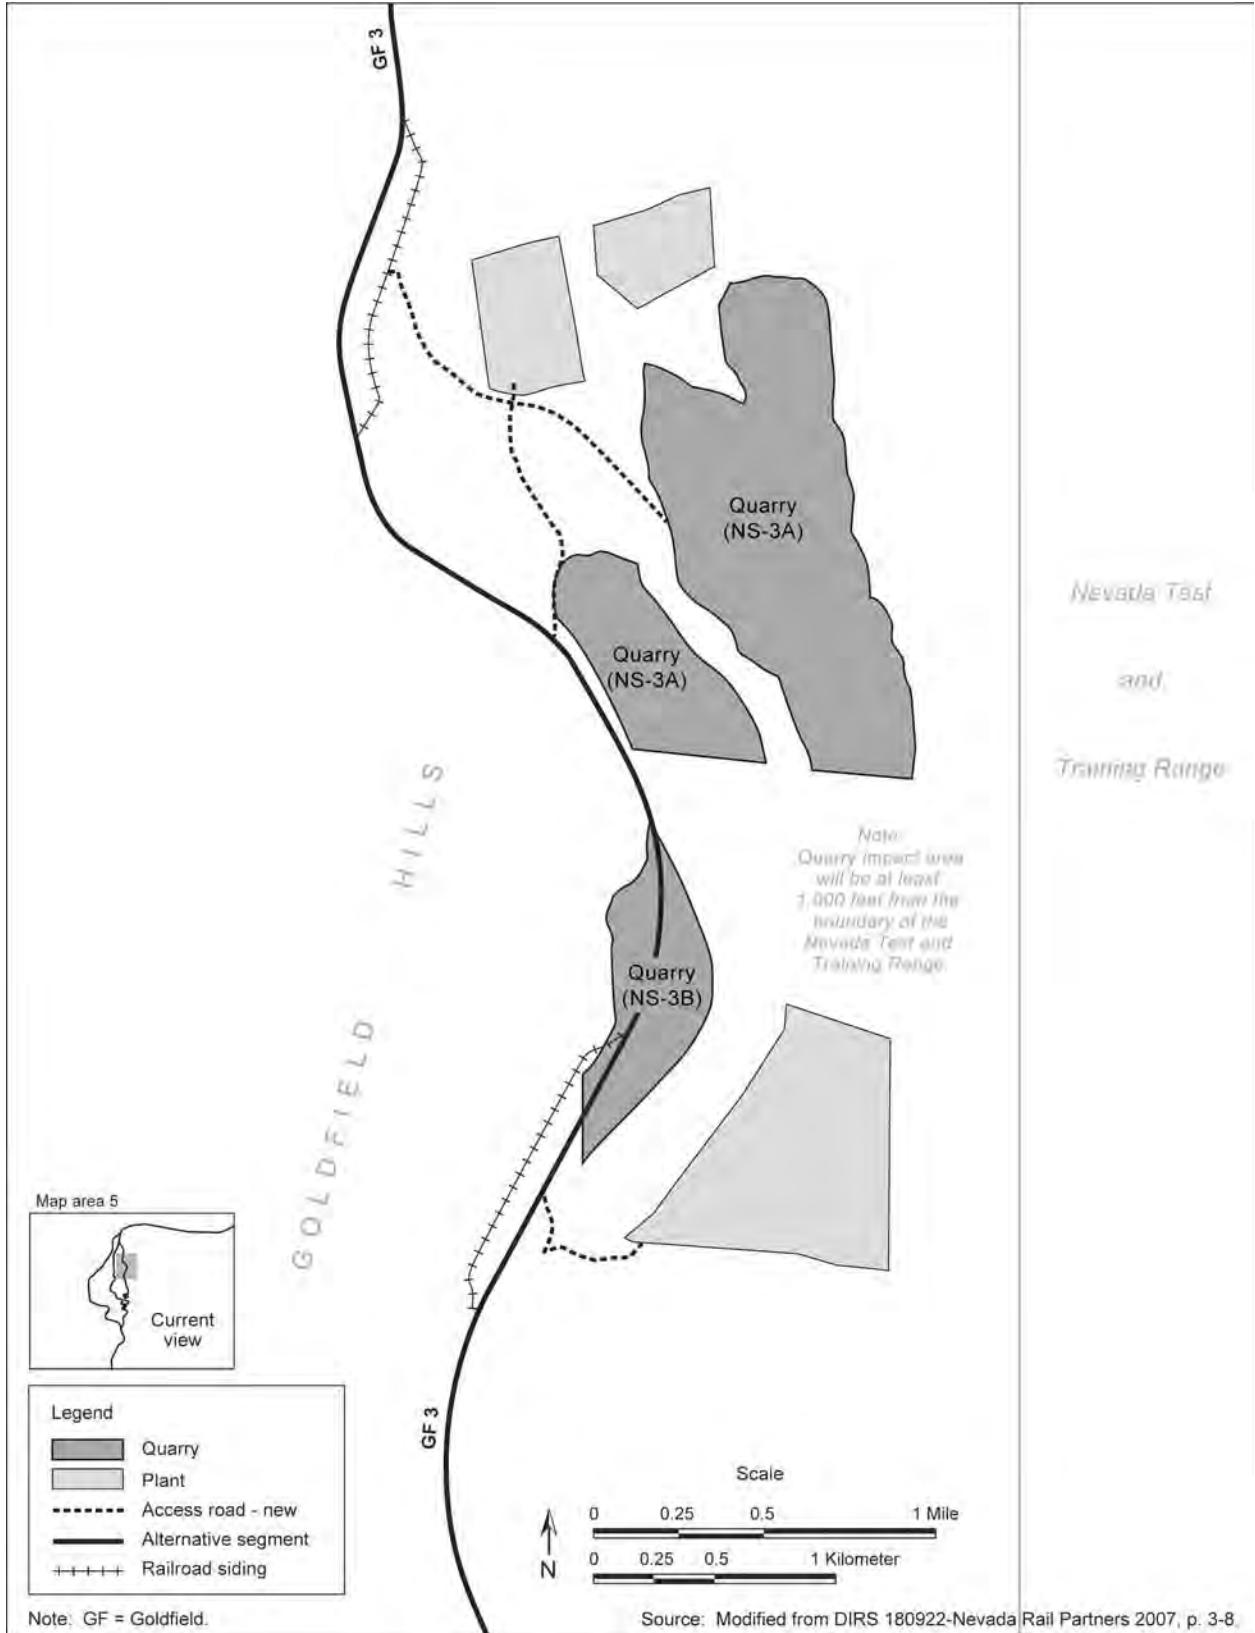 GF 3
Quarry
(NS-3A)
Nevada Test
and
Training Range
Quarry
(NS-3A)
GOLDFIELD HILLS
Note:
Quarry impact area
will be at least
1,000 feet from the
boundary of the
Nevada Test and
Training Range.
Quarry
(NS-3B)
Map area 5
Current
view
GF 3
Legend
Quarry
Plant
Access road - new
Alternative segment
Railroad siding
Scale
0 0.25 0.5 1 Mile
0 0.25 0.5 1 Kilometer
N
Note: GF = Goldfield.
Source: Modified from DIRS 180922-Nevada Rail Partners 2007, p. 3-8.